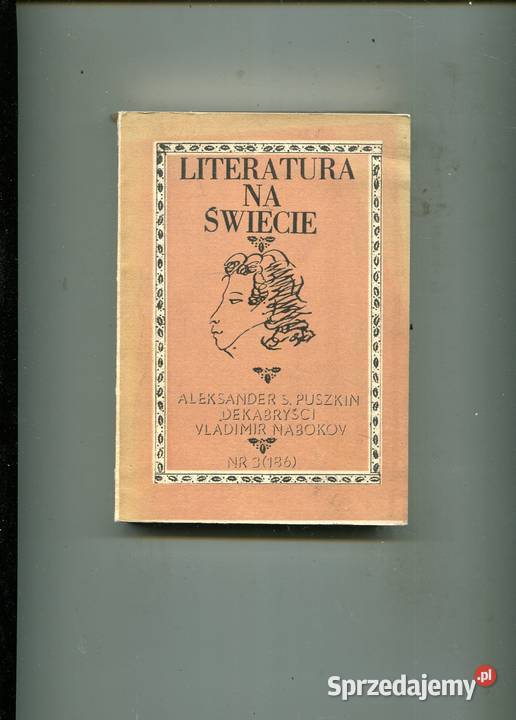 LITERATURA
NA
ŚWIECIE
ALEKSANDER S. PUSZKIN
DEKABRYŚCI
VLADIMIR NABOKOV
NR 3(186)
Sprzedajemy.pl